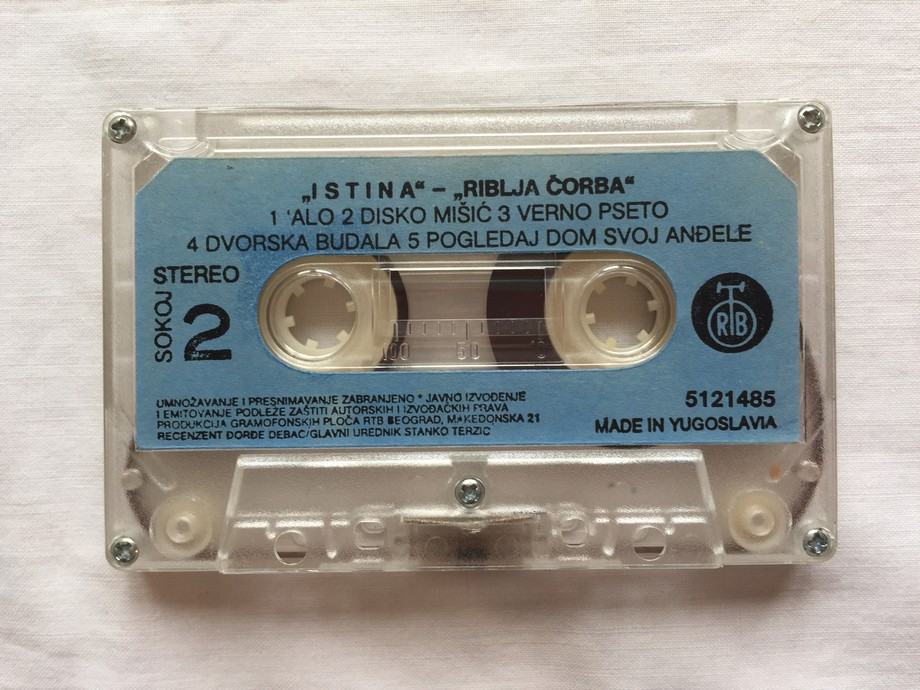 „ISTINA“ – „RIBLJA ČORBA“
1 'ALO 2 DISKO MIŠIĆ 3 VERNO PSETO
4 DVORSKA BUDALA 5 POGLEDAJ DOM SVOJ ANĐELE
STEREO
SOKOJ
2
RTB
100 50
UMNOŽAVANJE I PRESNIMAVANJE ZABRANJENO * JAVNO IZVOĐENJE
I EMITOVANJE PODLEŽE ZAŠTITI AUTORSKIH I IZVOĐAČKIH PRAVA
PRODUKCIJA GRAMOFONSKIH PLOČA RTB BEOGRAD, MAKEDONSKA 21
RECENZENT ĐORĐE DEBAČ/GLAVNI UREDNIK STANKO TERZIĆ
5121485
MADE IN YUGOSLAVIA